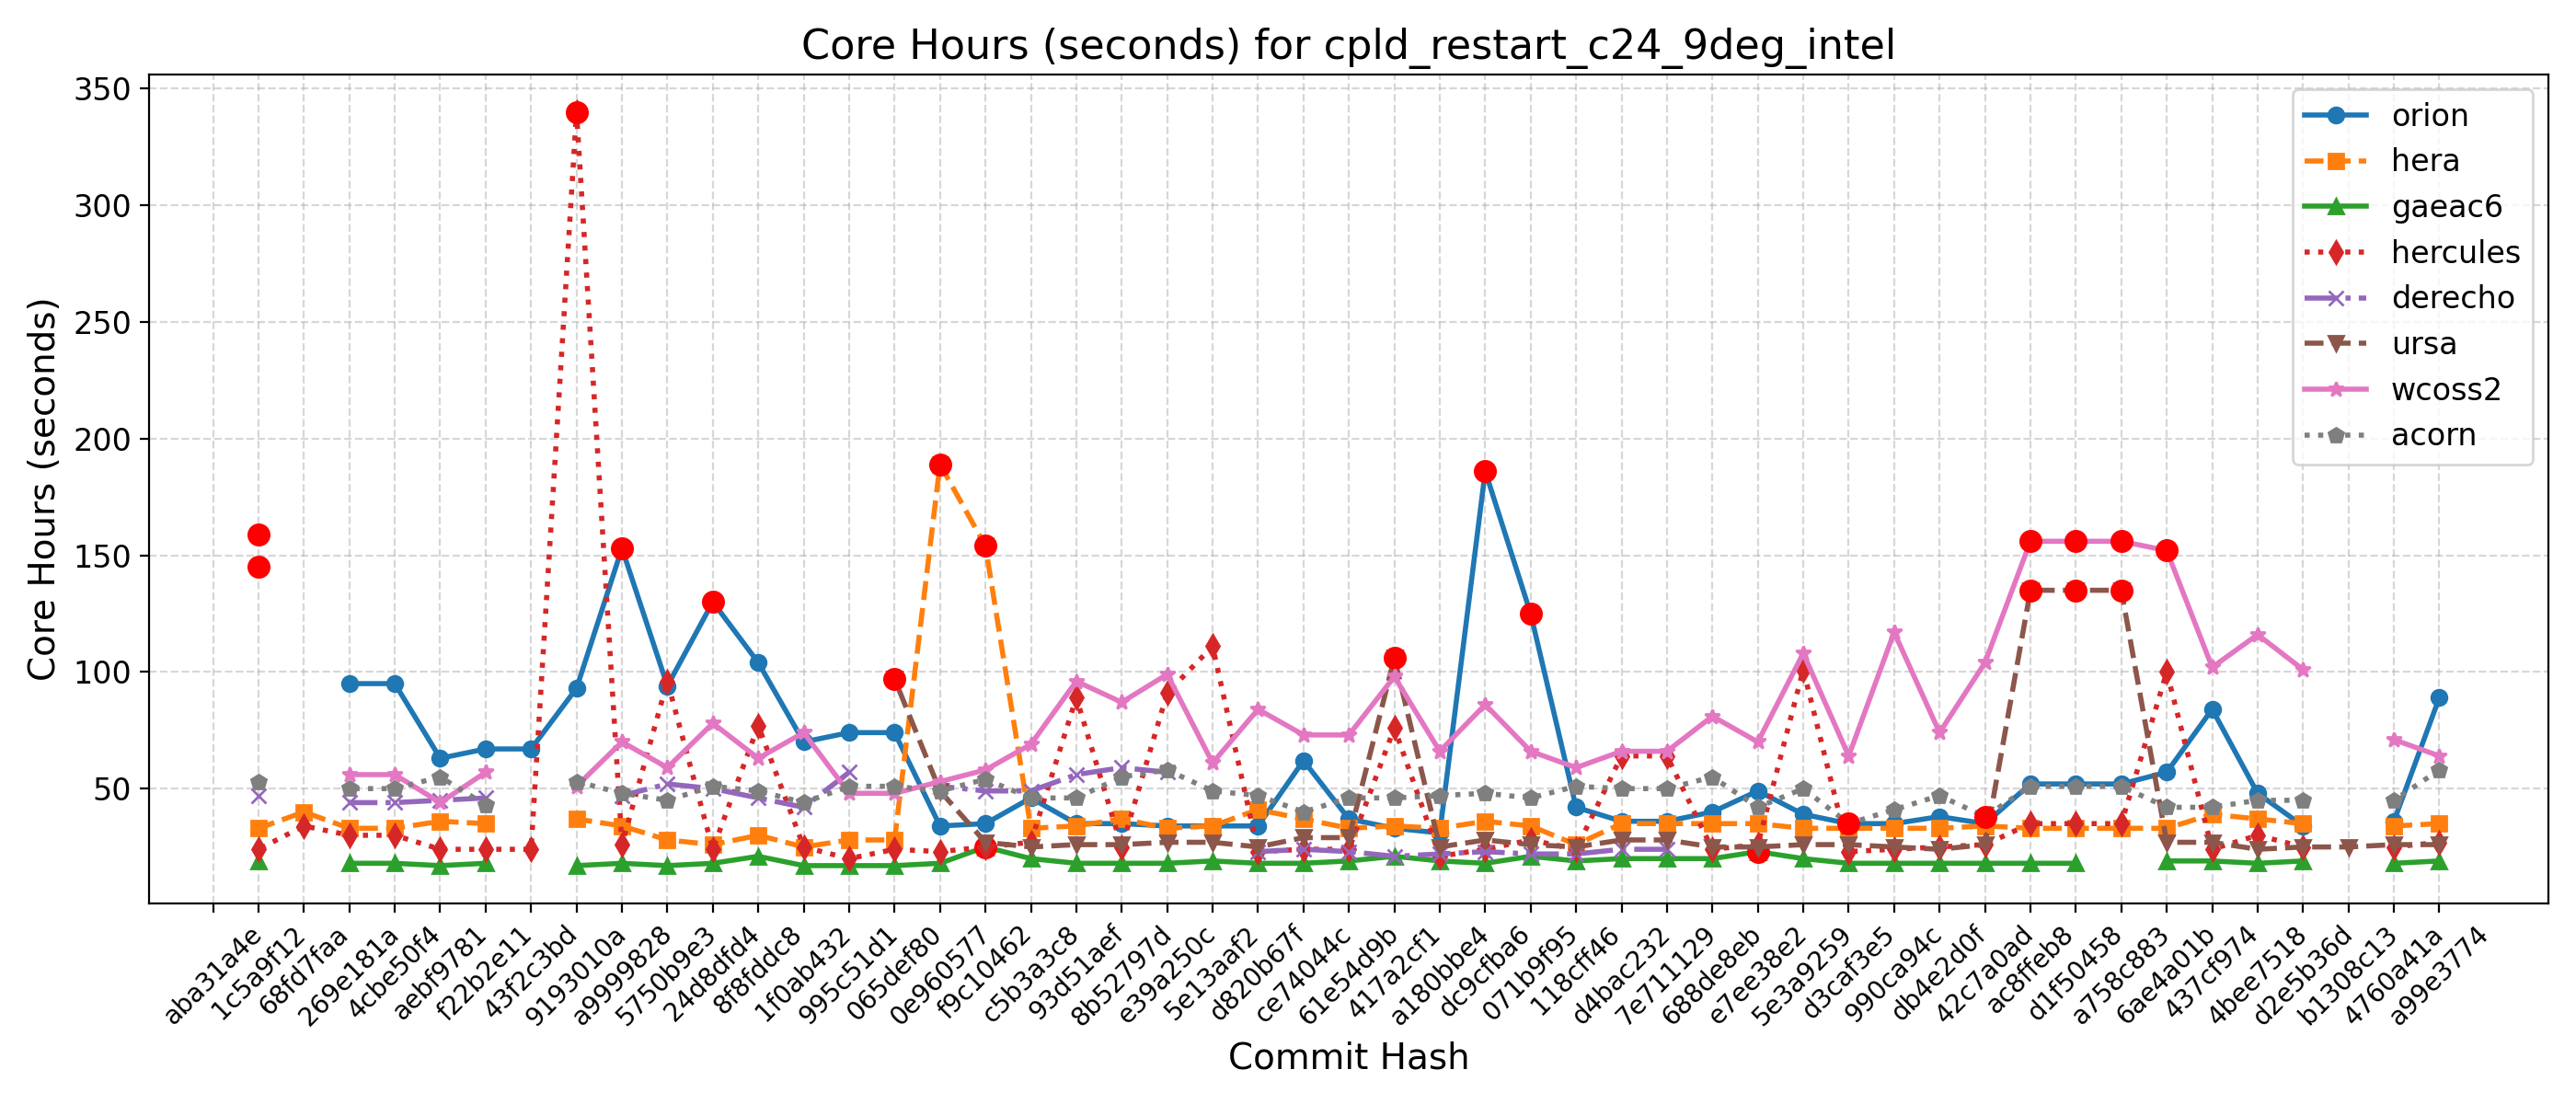 Core Hours (seconds) for cpld_restart_c24_9deg_intel
Core Hours (seconds)
350
300
250
200
150
100
50
orion
hera
gaeac6
hercules
derecho
ursa
wcoss2
acorn
aba31a4e
1c5a9f12
68fd7faa
269e181a
4cbe50f4
aebf9781
f22b2e11
43f2c3bd
9193010a
a9999828
5750b9e3
24d8dfd4
8f8fddc8
1f0ab432
995c51d1
065def80
0e960577
f9c10462
c5b3a3c8
93d51aef
8b52797d
e39a250c
5e13aaf2
d820b67f
ce74044c
61e54d9b
417a2cf1
a180bbe4
dc9cfba6
071b9f95
118cff46
d4bac232
7e711129
688de8eb
e7ee38e2
5e3a9259
d3caf3e5
990ca94c
db4e2d0f
42c7a0ad
ac8ffeb8
d1f50458
a758c883
6ae4a01b
437cf974
4bee7518
d2e5b36d
b1308c13
4760a41a
a99e3774
Commit Hash